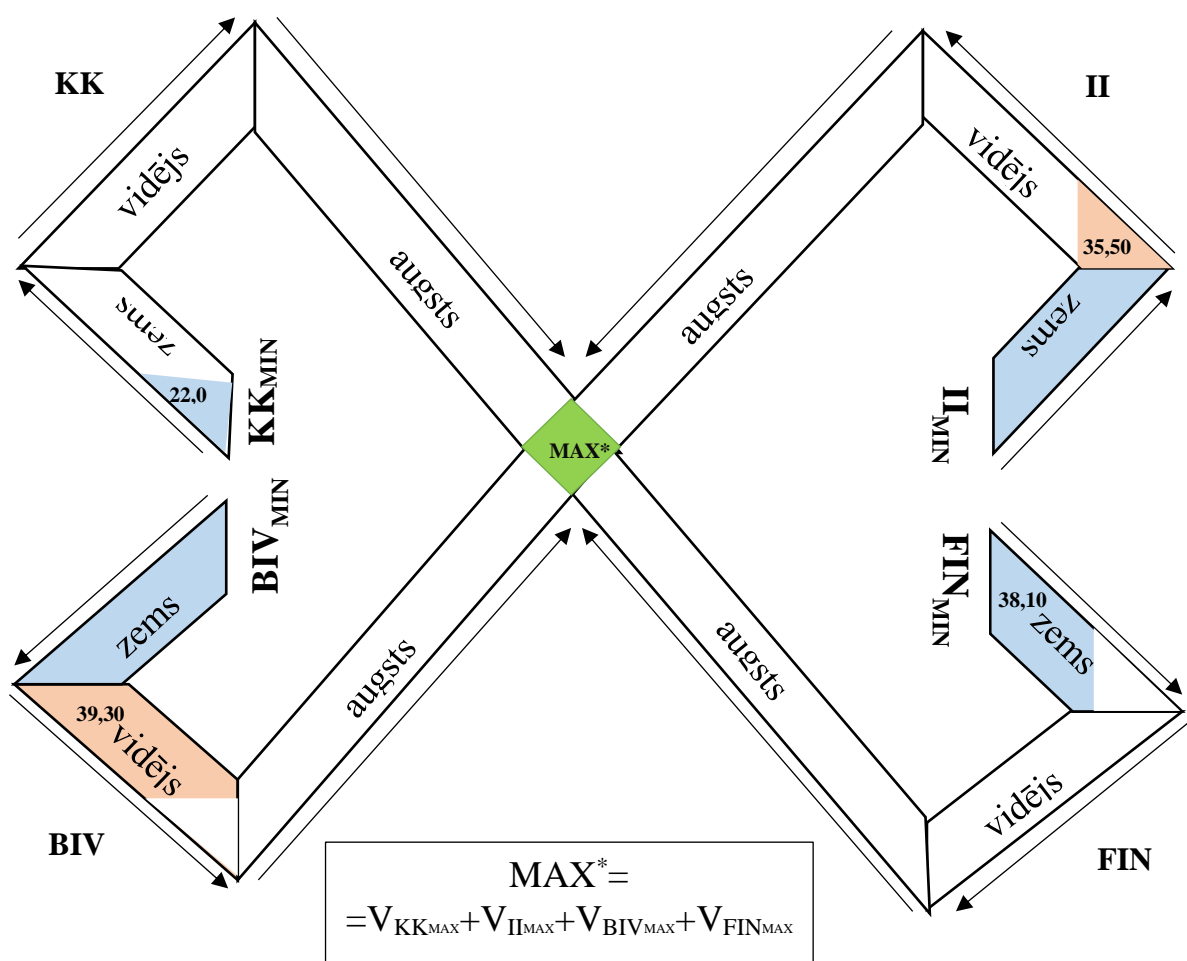 KK
II
vidējs
vidējs
35,50
augsts
augsts
zems
zems
22,0
KKMIN
IIMIN
MAX*
BIVMIN
FINMIN
zems
38,10
zems
39,30
vidējs
augsts
augsts
vidējs
BIV
FIN
MAX*=
=VKKMAX+VIIMAX+VBIVMAX+VFINMAX